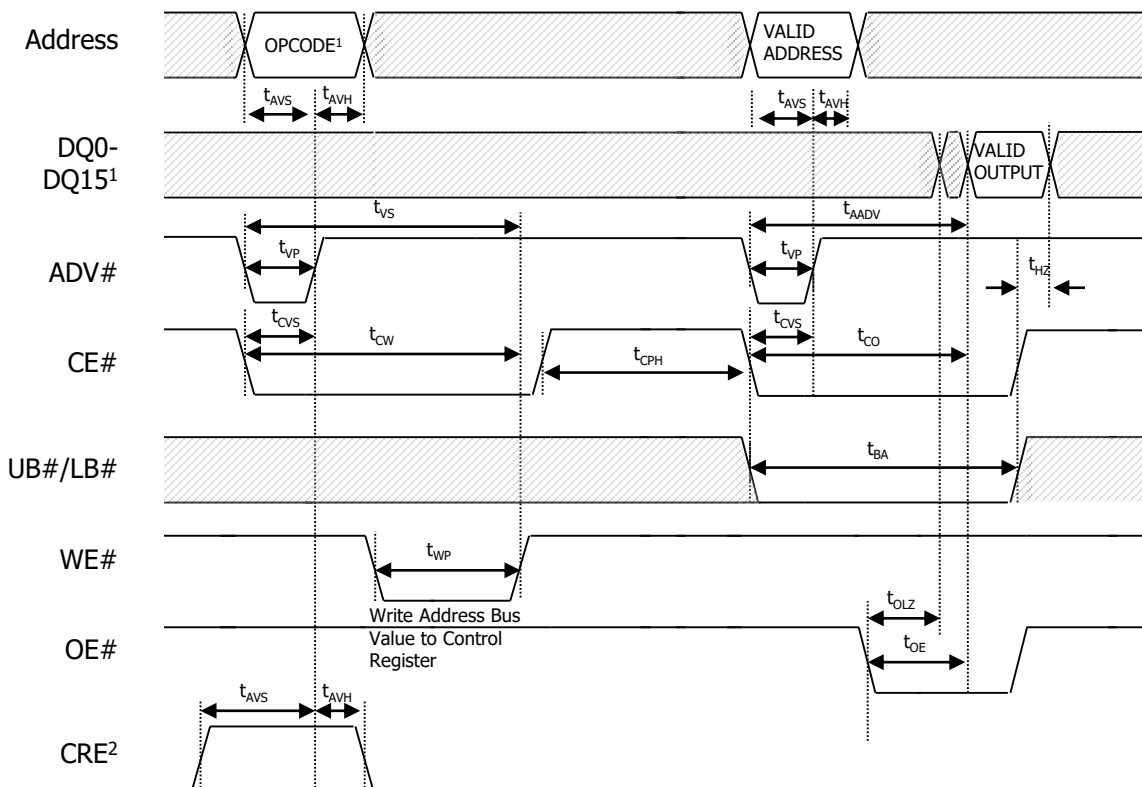 Address
OPCODE¹
VALID
ADDRESS
tAVS
tAVH
tAVS
tAVH
DQ0-
DQ15¹
VALID
OUTPUT
tVS
tAADV
ADV#
tVP
tVP
tHZ
CE#
tCVS
tCW
tCPH
tCVS
tCO
UB#/LB#
tBA
WE#
tWP
Write Address Bus
Value to Control
Register
OE#
tOLZ
tOE
tAVS
tAVH
CRE²